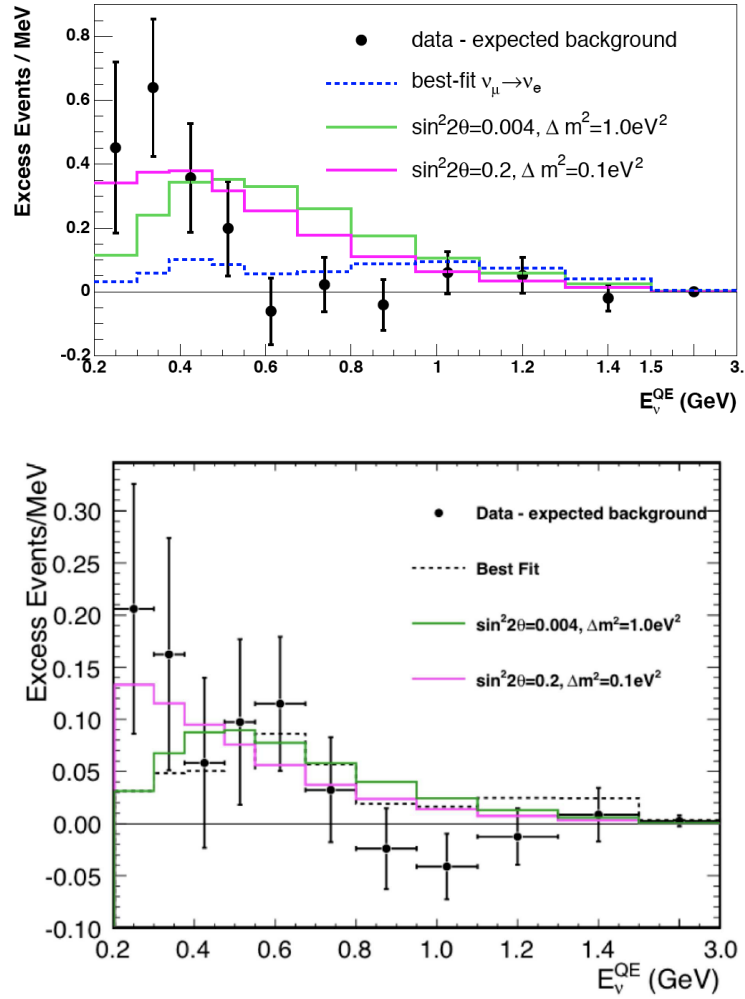 Excess Events / MeV
0.8
0.6
0.4
0.2
0
-0.2
data - expected background
best-fit νμ→νe
sin²2θ=0.004, Δ m²=1.0eV²
sin²2θ=0.2, Δ m²=0.1eV²
0.2 0.4 0.6 0.8 1.0 1.2 1.4 1.5 3.
EνQE (GeV)
Excess Events/MeV
0.30
0.25
0.20
0.15
0.10
0.05
0.00
-0.05
-0.10
Data - expected background
Best Fit
sin²2θ=0.004, Δm²=1.0eV²
sin²2θ=0.2, Δm²=0.1eV²
0.2 0.4 0.6 0.8 1.0 1.2 1.4 3.0
EνQE (GeV)